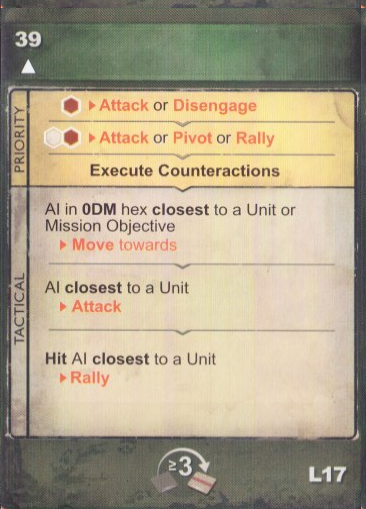 39
PRIORITY
▸ Attack or Disengage
▸ Attack or Pivot or Rally
Execute Counteractions
TACTICAL
AI in 0DM hex closest to a Unit or
Mission Objective
▸ Move towards
AI closest to a Unit
▸ Attack
Hit AI closest to a Unit
▸ Rally
≥3
L17